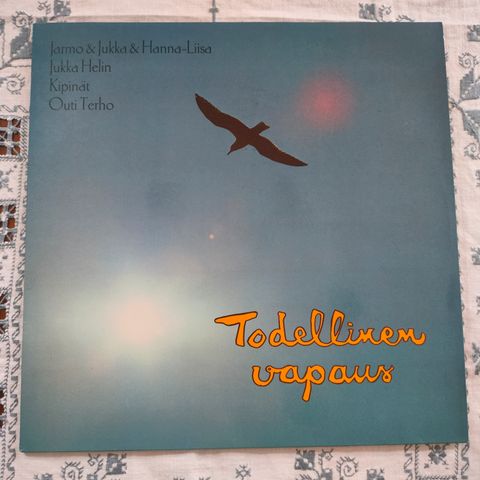 Jarmo & Jukka & Hanna-Liisa
Jukka Helin
Kipinät
Outi Terho
Todellinen
vapaus